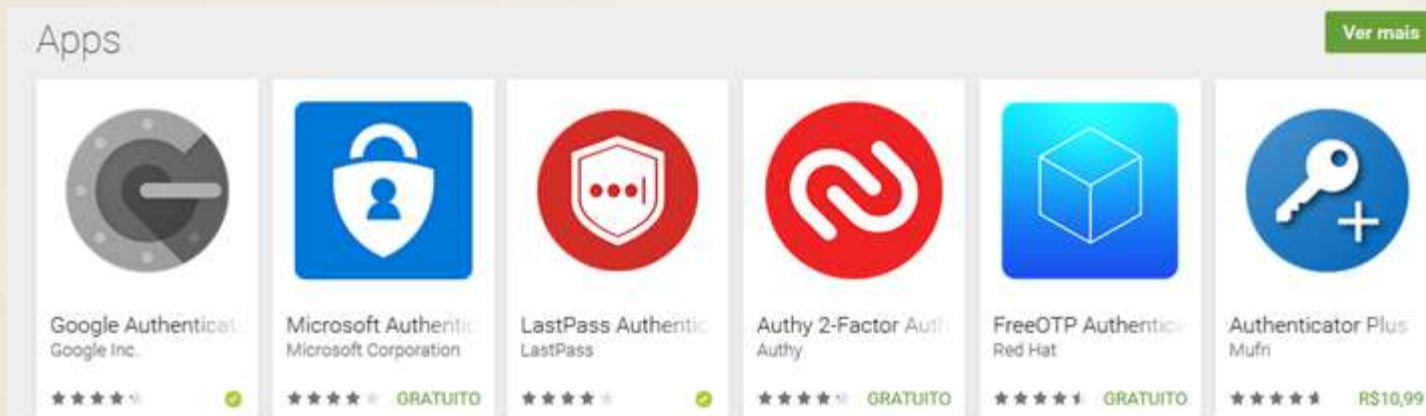 Apps
Ver mais
Google Authenticat
Google Inc.
Microsoft Authentic
Microsoft Corporation
GRATUITO
LastPass Authentic
LastPass
Authy 2-Factor Auth
Authy
GRATUITO
FreeOTP Authentica
Red Hat
GRATUITO
Authenticator Plus
Mufri
R$10,99